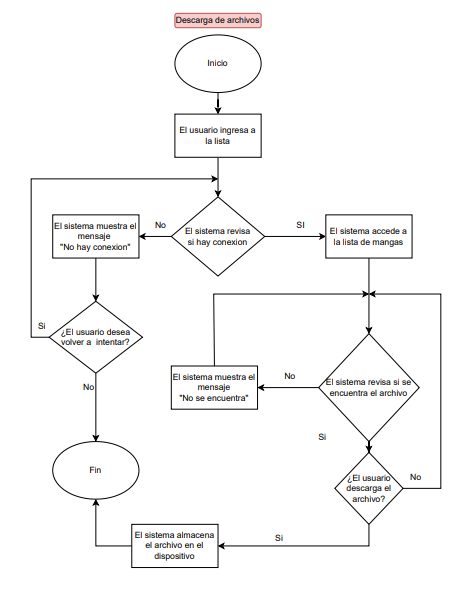 Descarga de archivos
Inicio
El usuario ingresa a
la lista
El sistema revisa
si hay conexion
No
SI
El sistema muestra el
mensaje
"No hay conexion"
El sistema accede a
la lista de mangas
¿El usuario desea
volver a intentar?
Si
No
El sistema revisa si se
encuentra el archivo
No
El sistema muestra el
mensaje
"No se encuentra"
Si
¿El usuario
descarga el
archivo?
No
Si
El sistema almacena
el archivo en el
dispositivo
Fin